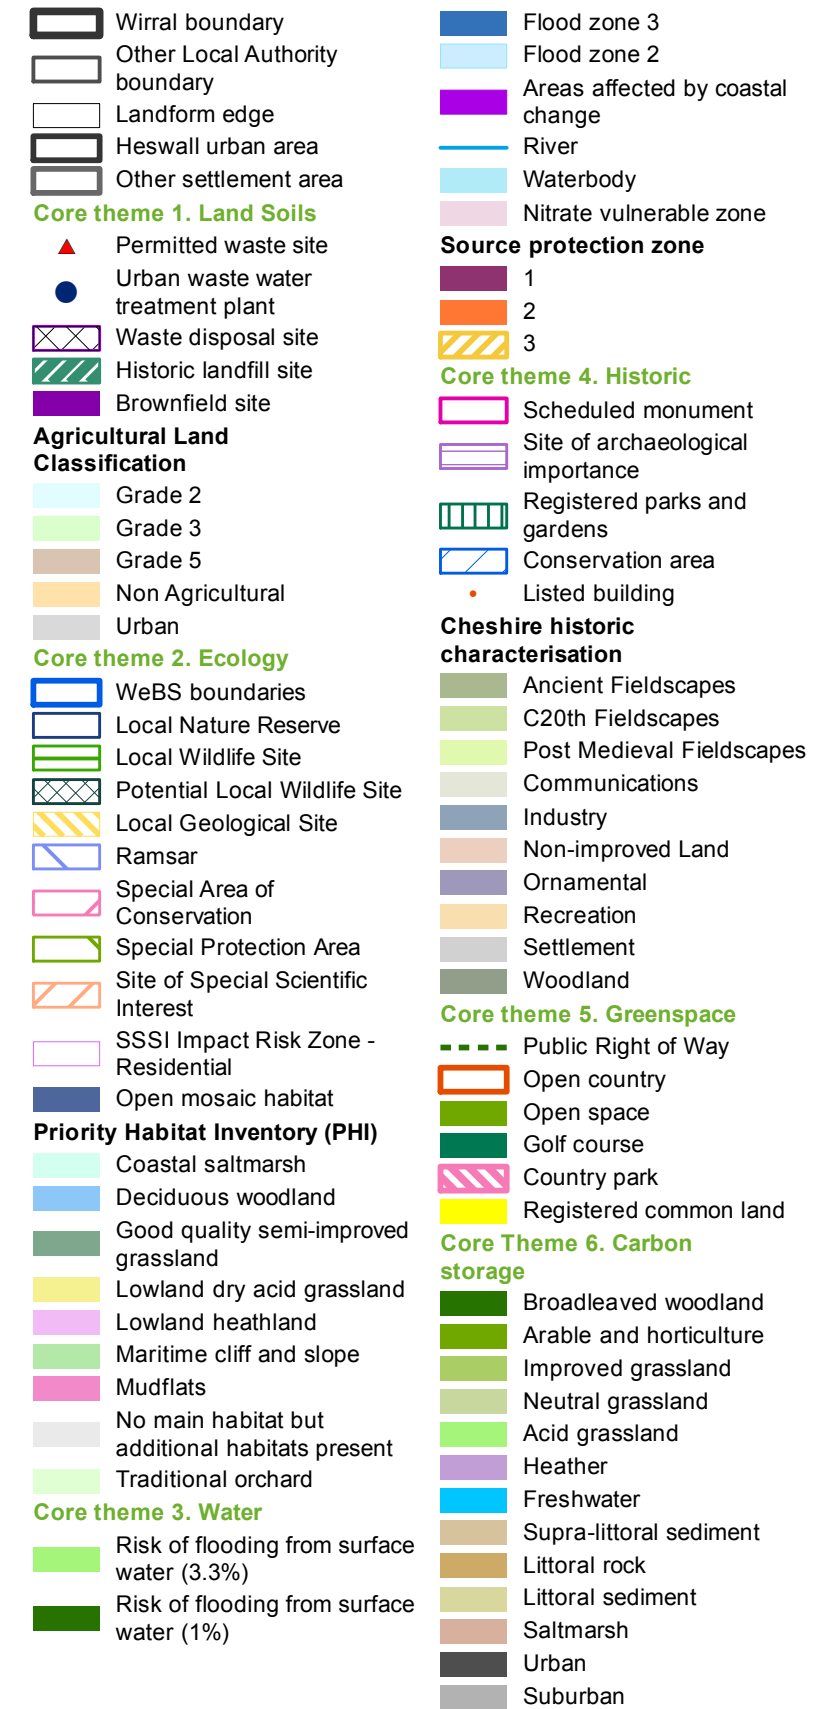 Wirral boundary
Other Local Authority
boundary
Landform edge
Heswall urban area
Other settlement area
Core theme 1. Land Soils
Permitted waste site
Urban waste water
treatment plant
Waste disposal site
Historic landfill site
Brownfield site
Agricultural Land
Classification
Grade 2
Grade 3
Grade 5
Non Agricultural
Urban
Core theme 2. Ecology
WeBS boundaries
Local Nature Reserve
Local Wildlife Site
Potential Local Wildlife Site
Local Geological Site
Ramsar
Special Area of
Conservation
Special Protection Area
Site of Special Scientific
Interest
SSSI Impact Risk Zone -
Residential
Open mosaic habitat
Priority Habitat Inventory (PHI)
Coastal saltmarsh
Deciduous woodland
Good quality semi-improved
grassland
Lowland dry acid grassland
Lowland heathland
Maritime cliff and slope
Mudflats
No main habitat but
additional habitats present
Traditional orchard
Core theme 3. Water
Risk of flooding from surface
water (3.3%)
Risk of flooding from surface
water (1%)
Flood zone 3
Flood zone 2
Areas affected by coastal
change
River
Waterbody
Nitrate vulnerable zone
Source protection zone
1
2
3
Core theme 4. Historic
Scheduled monument
Site of archaeological
importance
Registered parks and
gardens
Conservation area
Listed building
Cheshire historic
characterisation
Ancient Fieldscapes
C20th Fieldscapes
Post Medieval Fieldscapes
Communications
Industry
Non-improved Land
Ornamental
Recreation
Settlement
Woodland
Core theme 5. Greenspace
Public Right of Way
Open country
Open space
Golf course
Country park
Registered common land
Core Theme 6. Carbon
storage
Broadleaved woodland
Arable and horticulture
Improved grassland
Neutral grassland
Acid grassland
Heather
Freshwater
Supra-littoral sediment
Littoral rock
Littoral sediment
Saltmarsh
Urban
Suburban